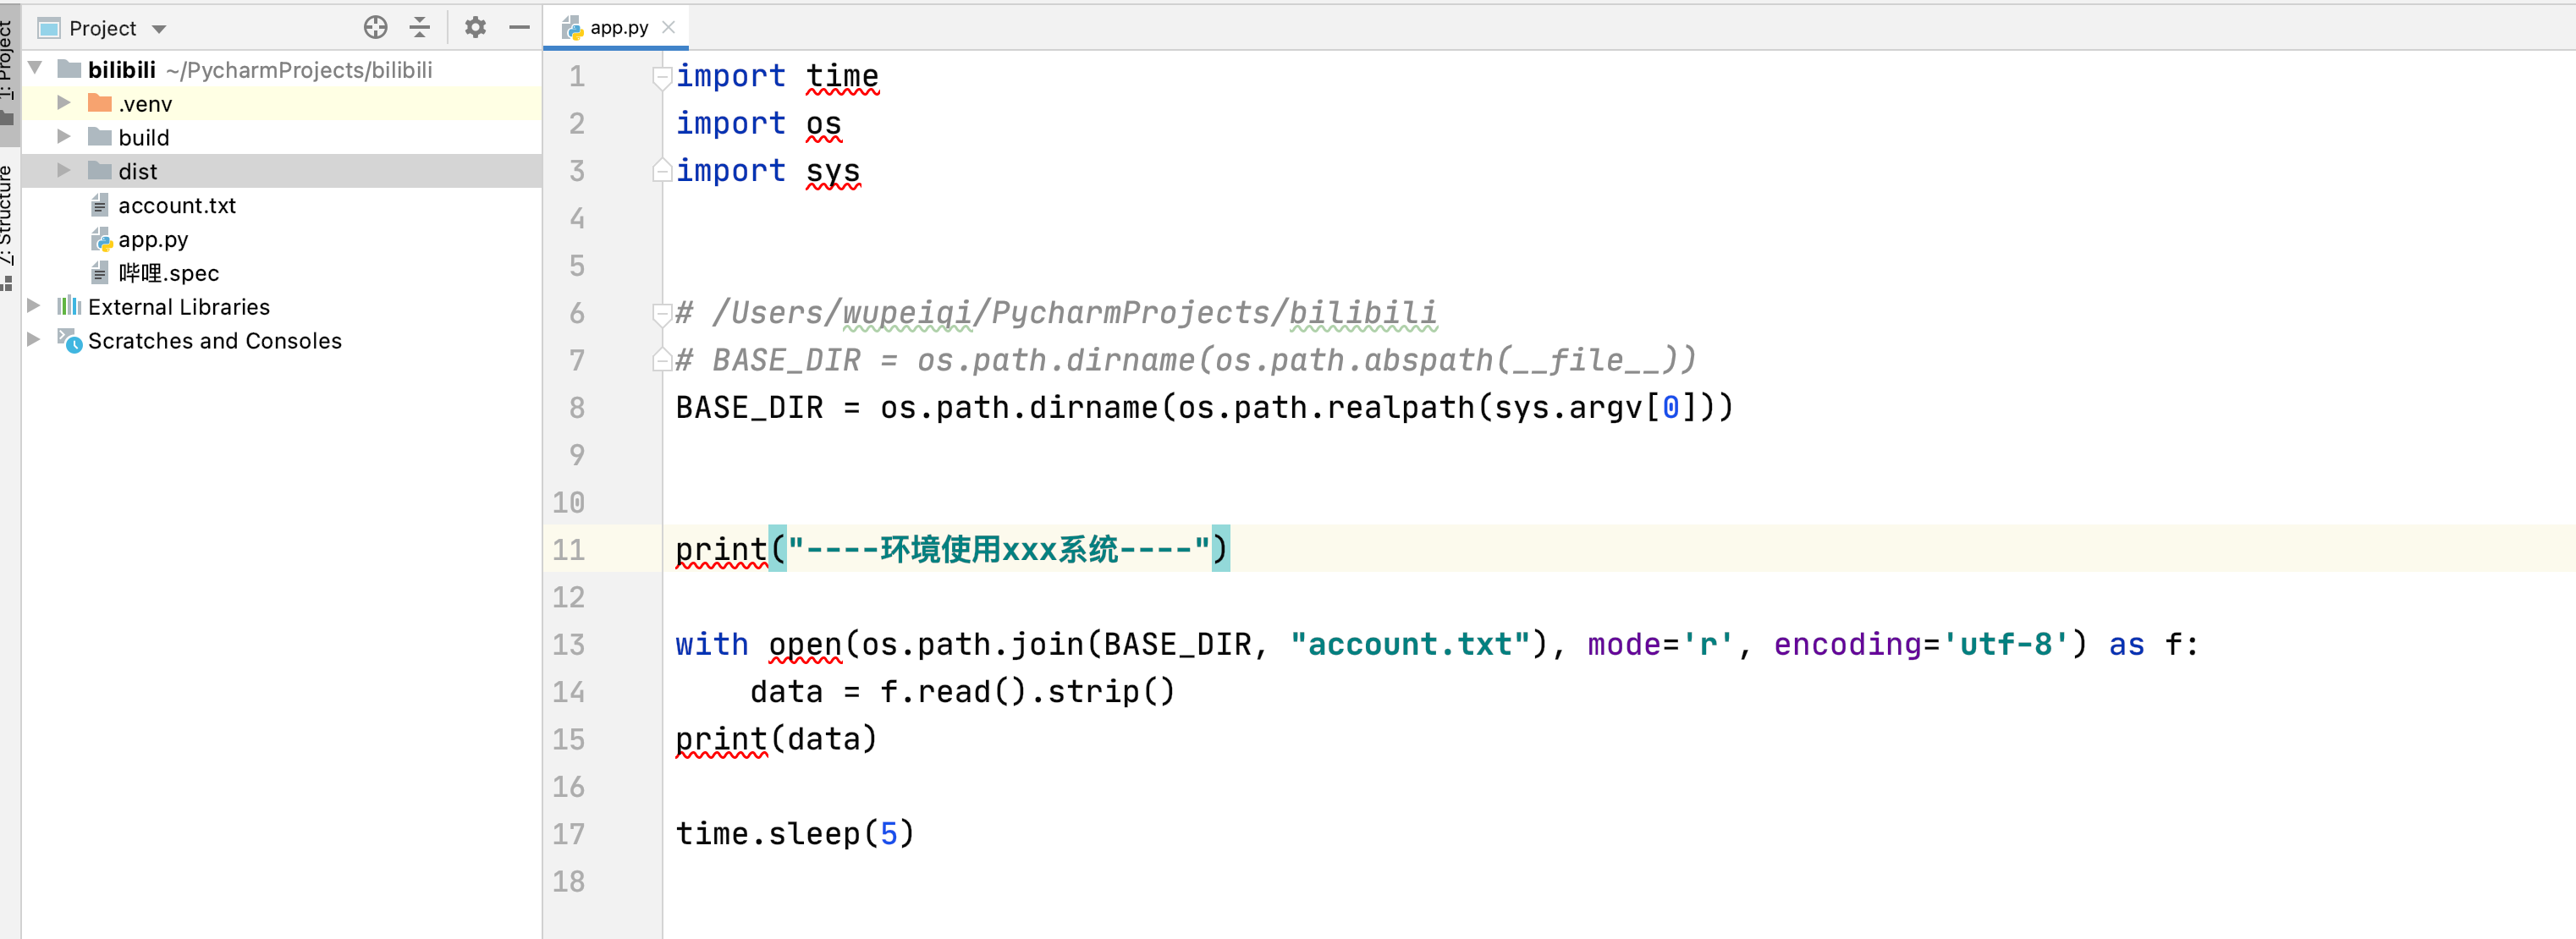 1: Project
Z: Structure
Project
bilibili ~/PycharmProjects/bilibili
.venv
build
dist
account.txt
app.py
哔哩.spec
External Libraries
Scratches and Consoles
app.py
1 import time
2 import os
3 import sys
4
5
6 # /Users/wupeiqi/PycharmProjects/bilibili
7 # BASE_DIR = os.path.dirname(os.path.abspath(__file__))
8 BASE_DIR = os.path.dirname(os.path.realpath(sys.argv[0]))
9
10
11 print("----环境使用xxx系统----")
12
13 with open(os.path.join(BASE_DIR, "account.txt"), mode='r', encoding='utf-8') as f:
14     data = f.read().strip()
15 print(data)
16
17 time.sleep(5)
18